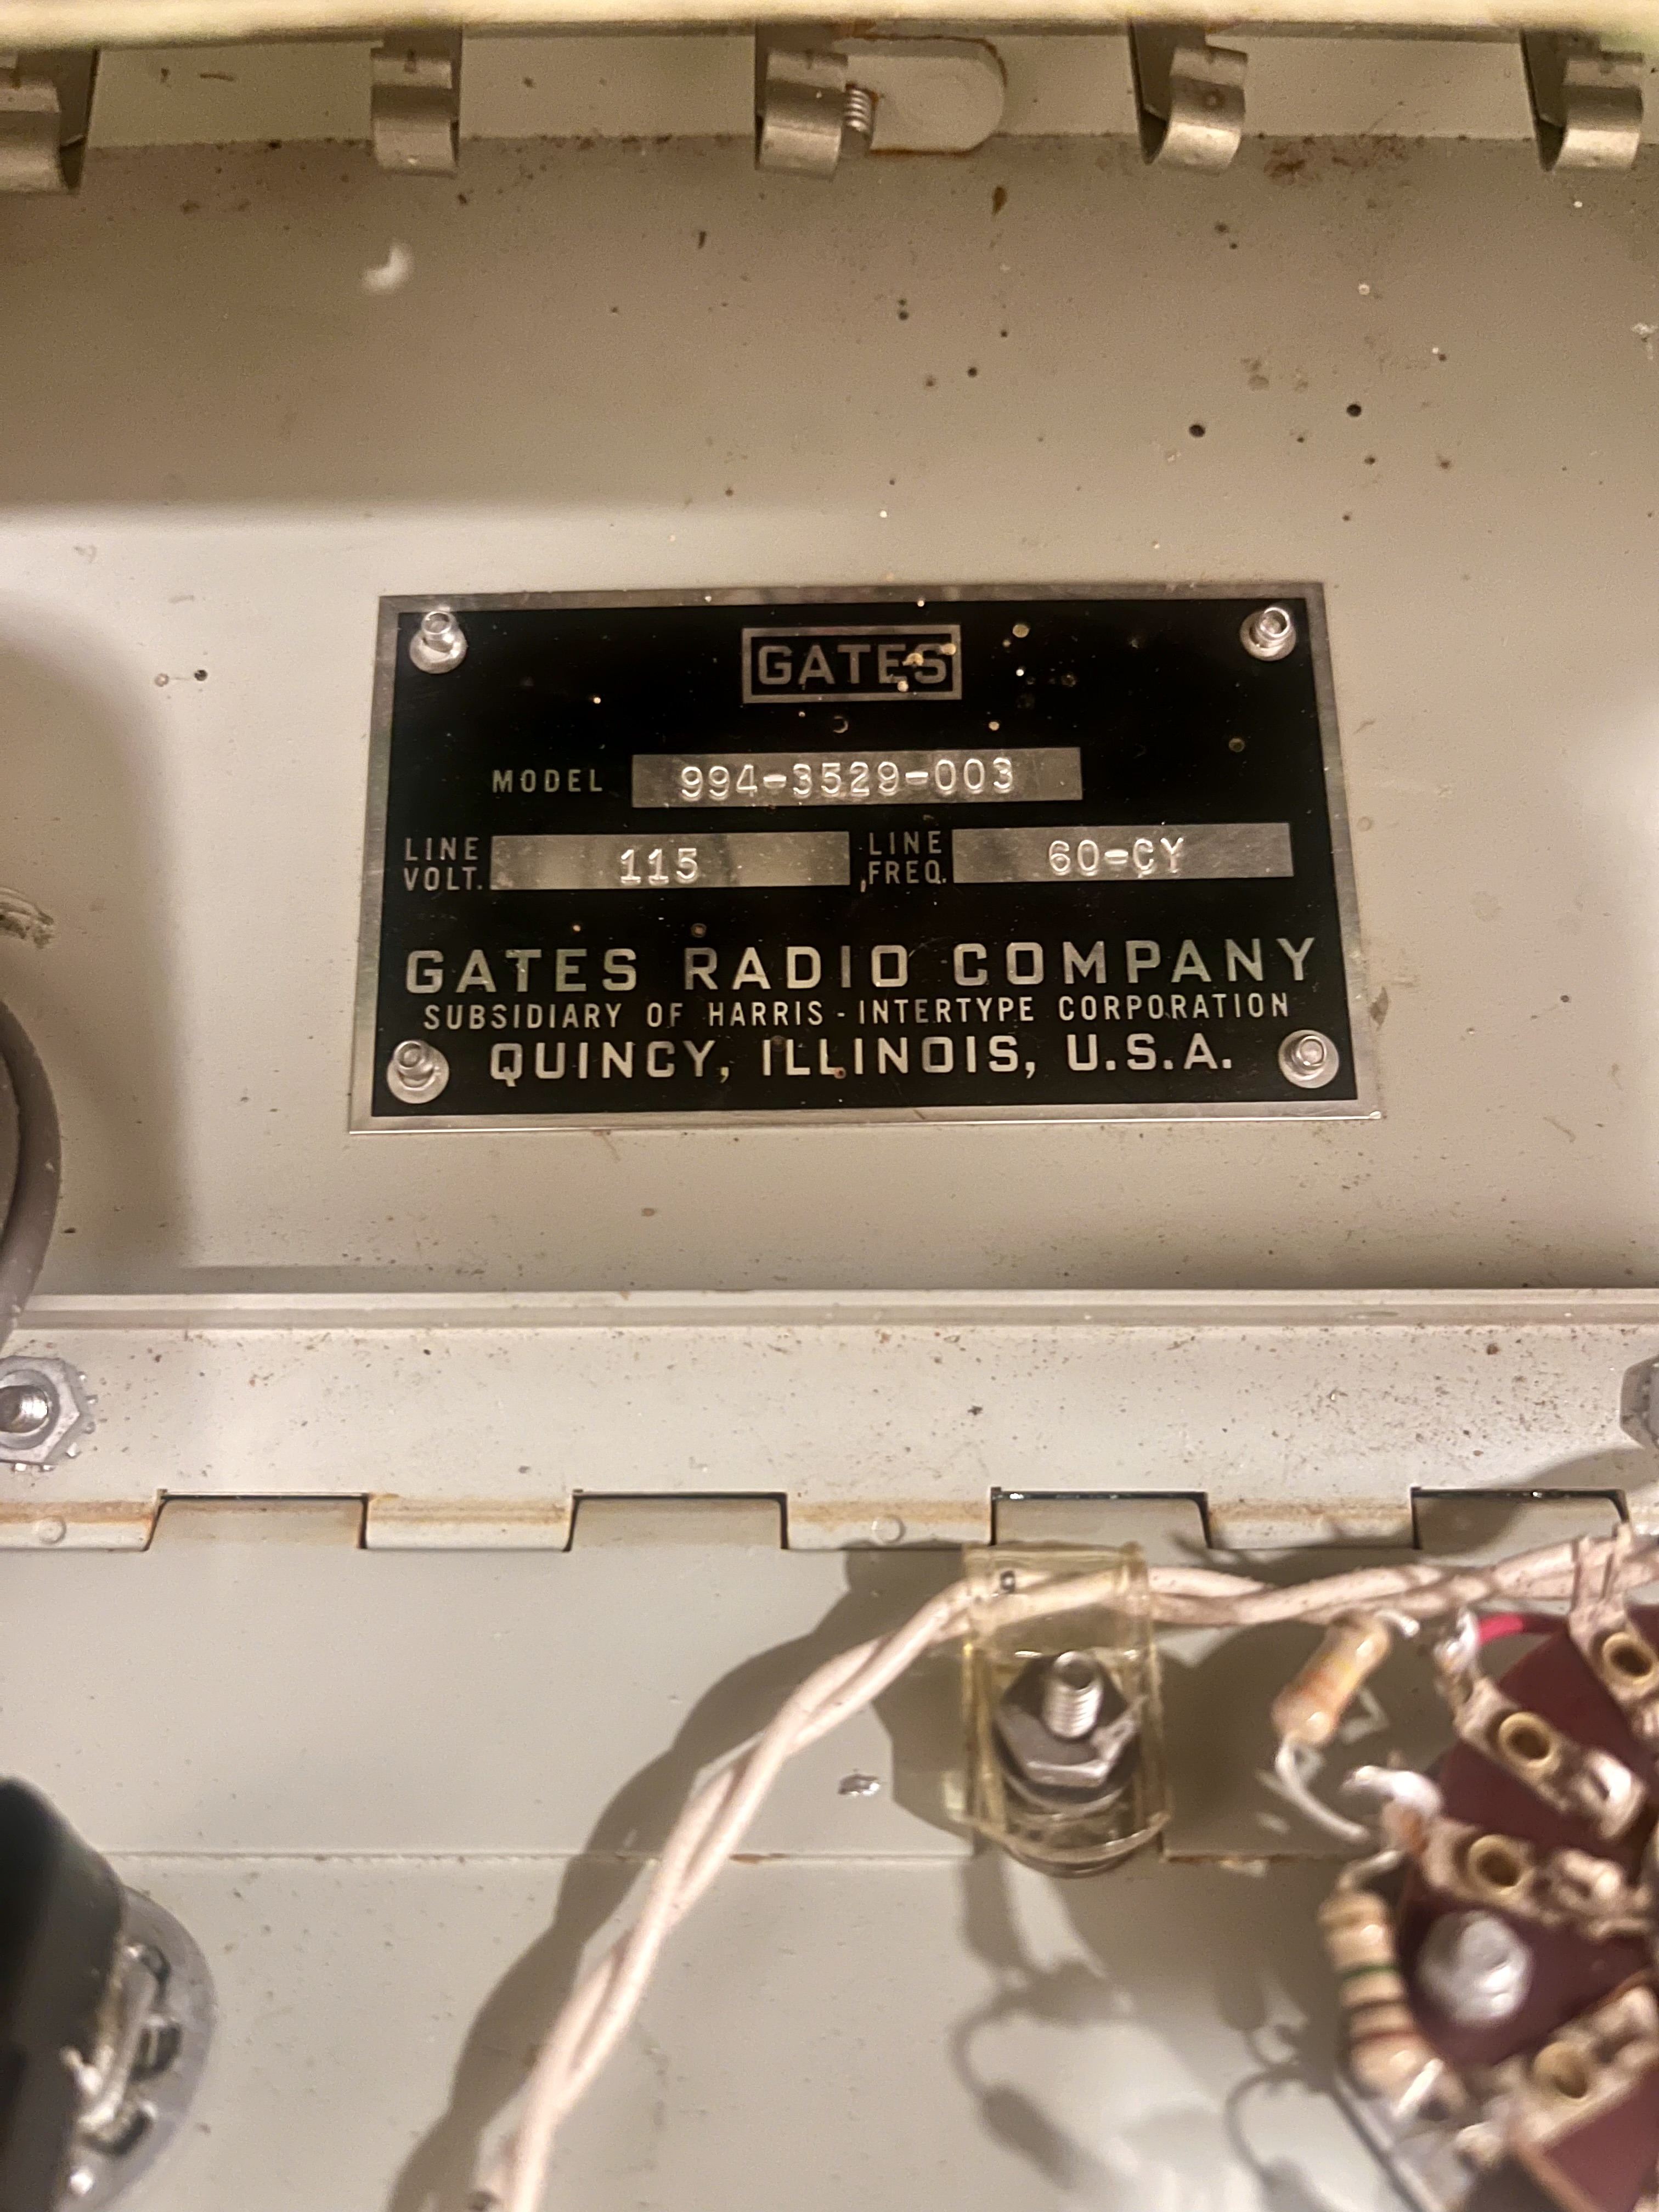 GATES
MODEL 994-3529-003
LINE VOLT. 115 LINE FREQ. 60-CY
GATES RADIO COMPANY
SUBSIDIARY OF HARRIS-INTERTYPE CORPORATION
QUINCY, ILLINOIS, U.S.A.